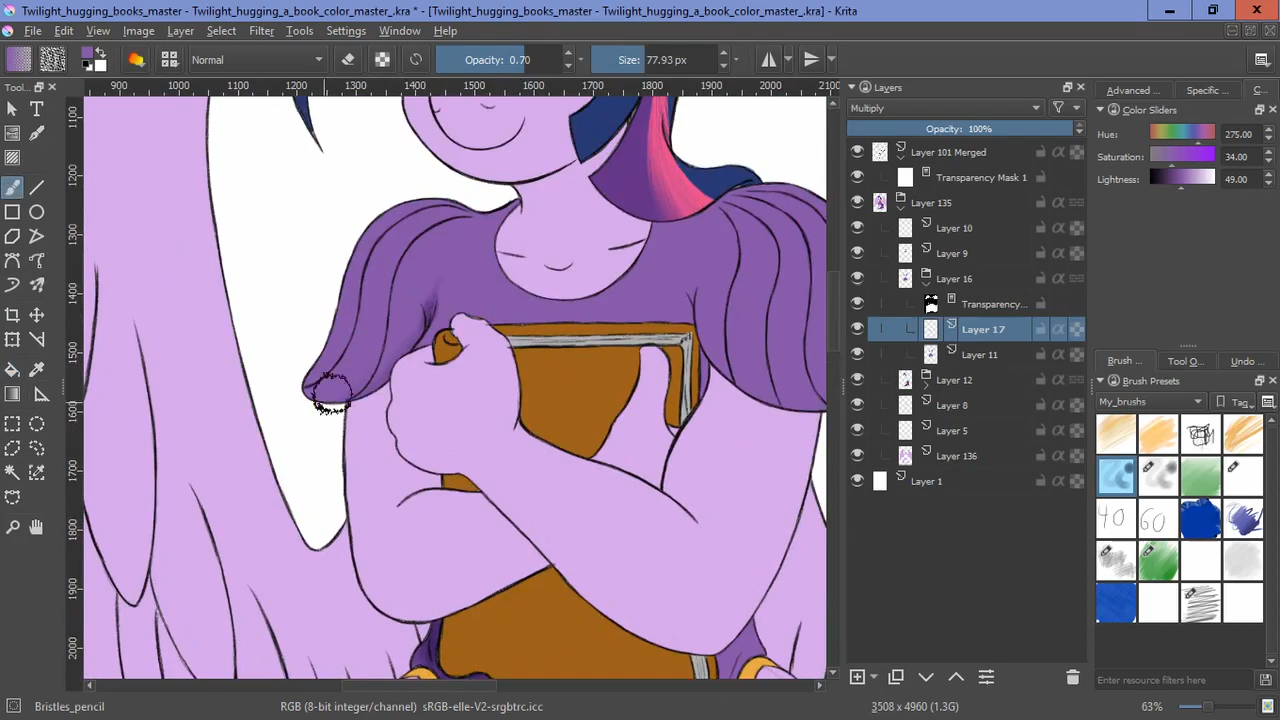 Twilight_hugging_books_master - Twilight_hugging_a_book_color_master_.kra * - [Twilight_hugging_books_master - Twilight_hugging_a_book_color_master_.kra] - Krita
File Edit View Image Layer Select Filter Tools Settings Window Help
Normal Opacity: 0.70 Size: 77.93 px
Tool... 900 1000 1100 1200 1300 1400 1500 1600 1700 1800 1900 2000 2100
Layers Advanced ... Specific ... C...
Multiply
Color Sliders
Opacity: 100%
Hue: 275.00
Saturation: 34.00
Lightness: 49.00
Layer 101 Merged
Transparency Mask 1
Layer 135
Layer 10
Layer 9
Layer 16
Transparency...
Layer 17
Layer 11
Layer 12
Layer 8
Layer 5
Layer 136
Layer 1
1100
1200
1300
1400
1500
1600
1700
1800
1900
2000
Brush ... Tool O... Undo ...
Brush Presets
My_brushes Tag
40 60
Enter resource filters here
Bristles_pencil RGB (8-bit integer/channel) sRGB-elle-V2-srgbtrc.icc 3508 x 4960 (1.3G) 63%